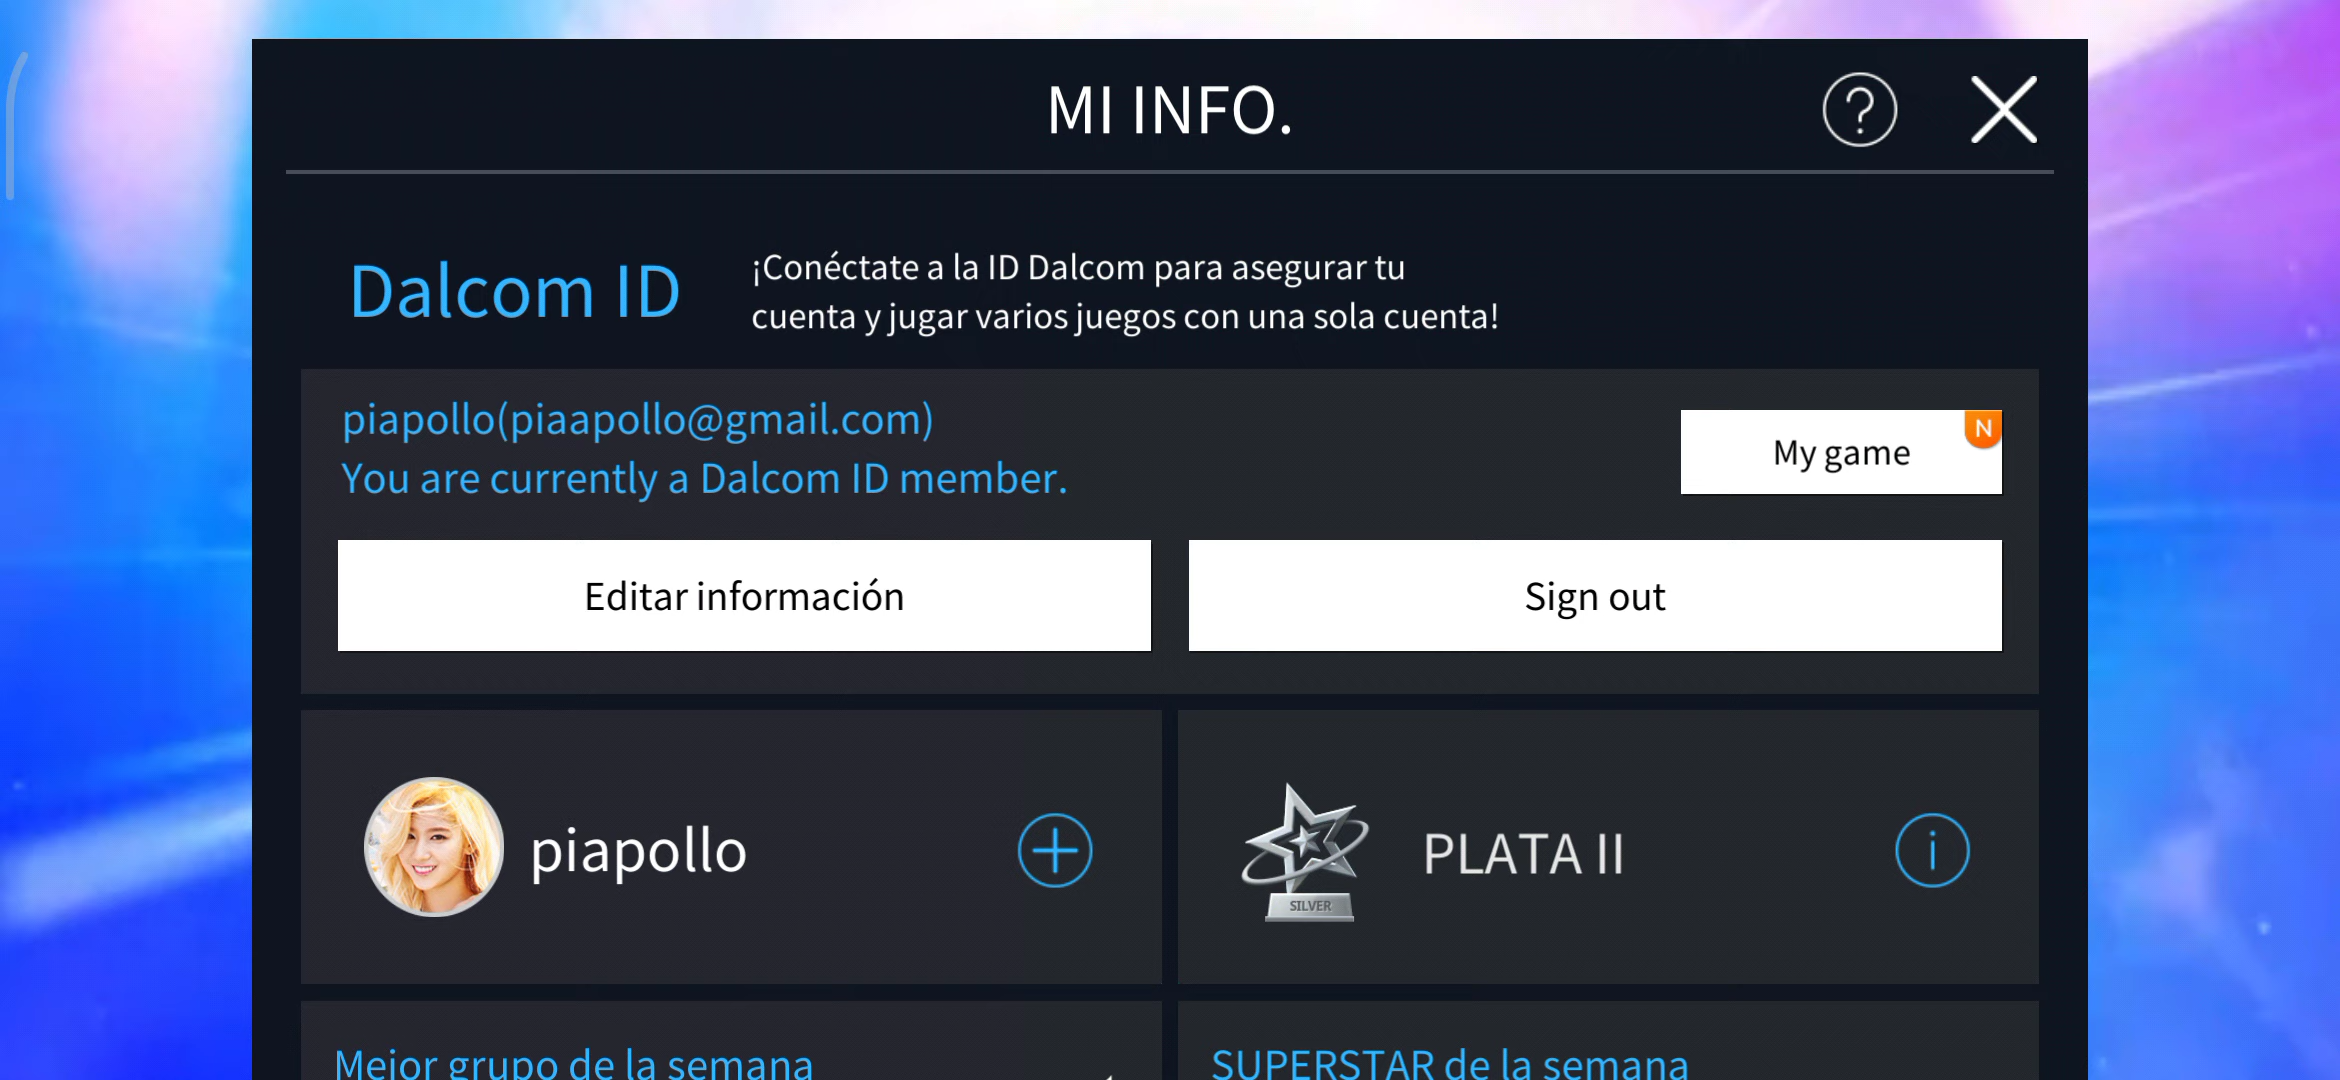 MI INFO.
Dalcom ID
¡Conéctate a la ID Dalcom para asegurar tu
cuenta y jugar varios juegos con una sola cuenta!
piapollo(piaapollo@gmail.com)
You are currently a Dalcom ID member.
My game
N
Editar información
Sign out
piapollo
SILVER
PLATA II
Mejor grupo de la semana
SUPERSTAR de la semana